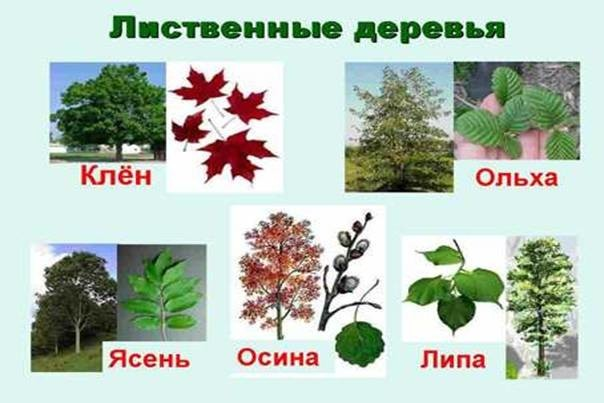 Лиственные деревья
Клён
Ольха
Ясень
Осина
Липа